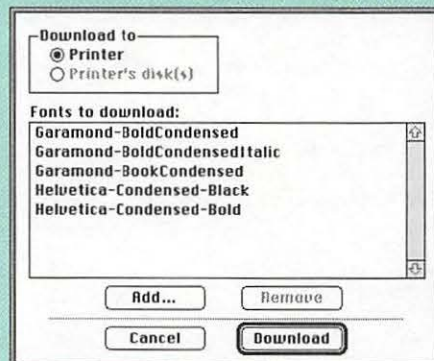 Download to
Printer
Printer's disk(s)
Fonts to download:
Garamond-BoldCondensed
Garamond-BoldCondensedItalic
Garamond-BookCondensed
Helvetica-Condensed-Black
Helvetica-Condensed-Bold
Add... Remove
Cancel Download